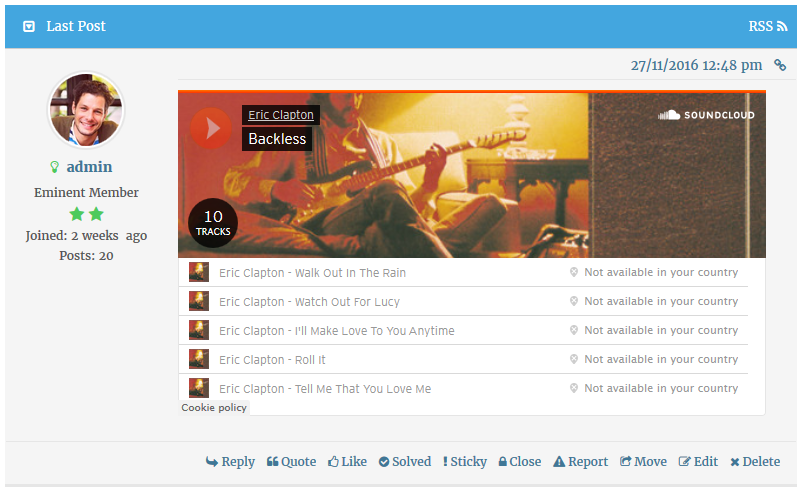 Last Post
RSS
27/11/2016 12:48 pm
admin
Eminent Member
Joined: 2 weeks ago
Posts: 20
Eric Clapton
Backless
SOUNDCLOUD
10
TRACKS
Eric Clapton - Walk Out In The Rain Not available in your country
Eric Clapton - Watch Out For Lucy Not available in your country
Eric Clapton - I'll Make Love To You Anytime Not available in your country
Eric Clapton - Roll It Not available in your country
Eric Clapton - Tell Me That You Love Me Not available in your country
Cookie policy
Reply Quote Like Solved Sticky Close Report Move Edit Delete